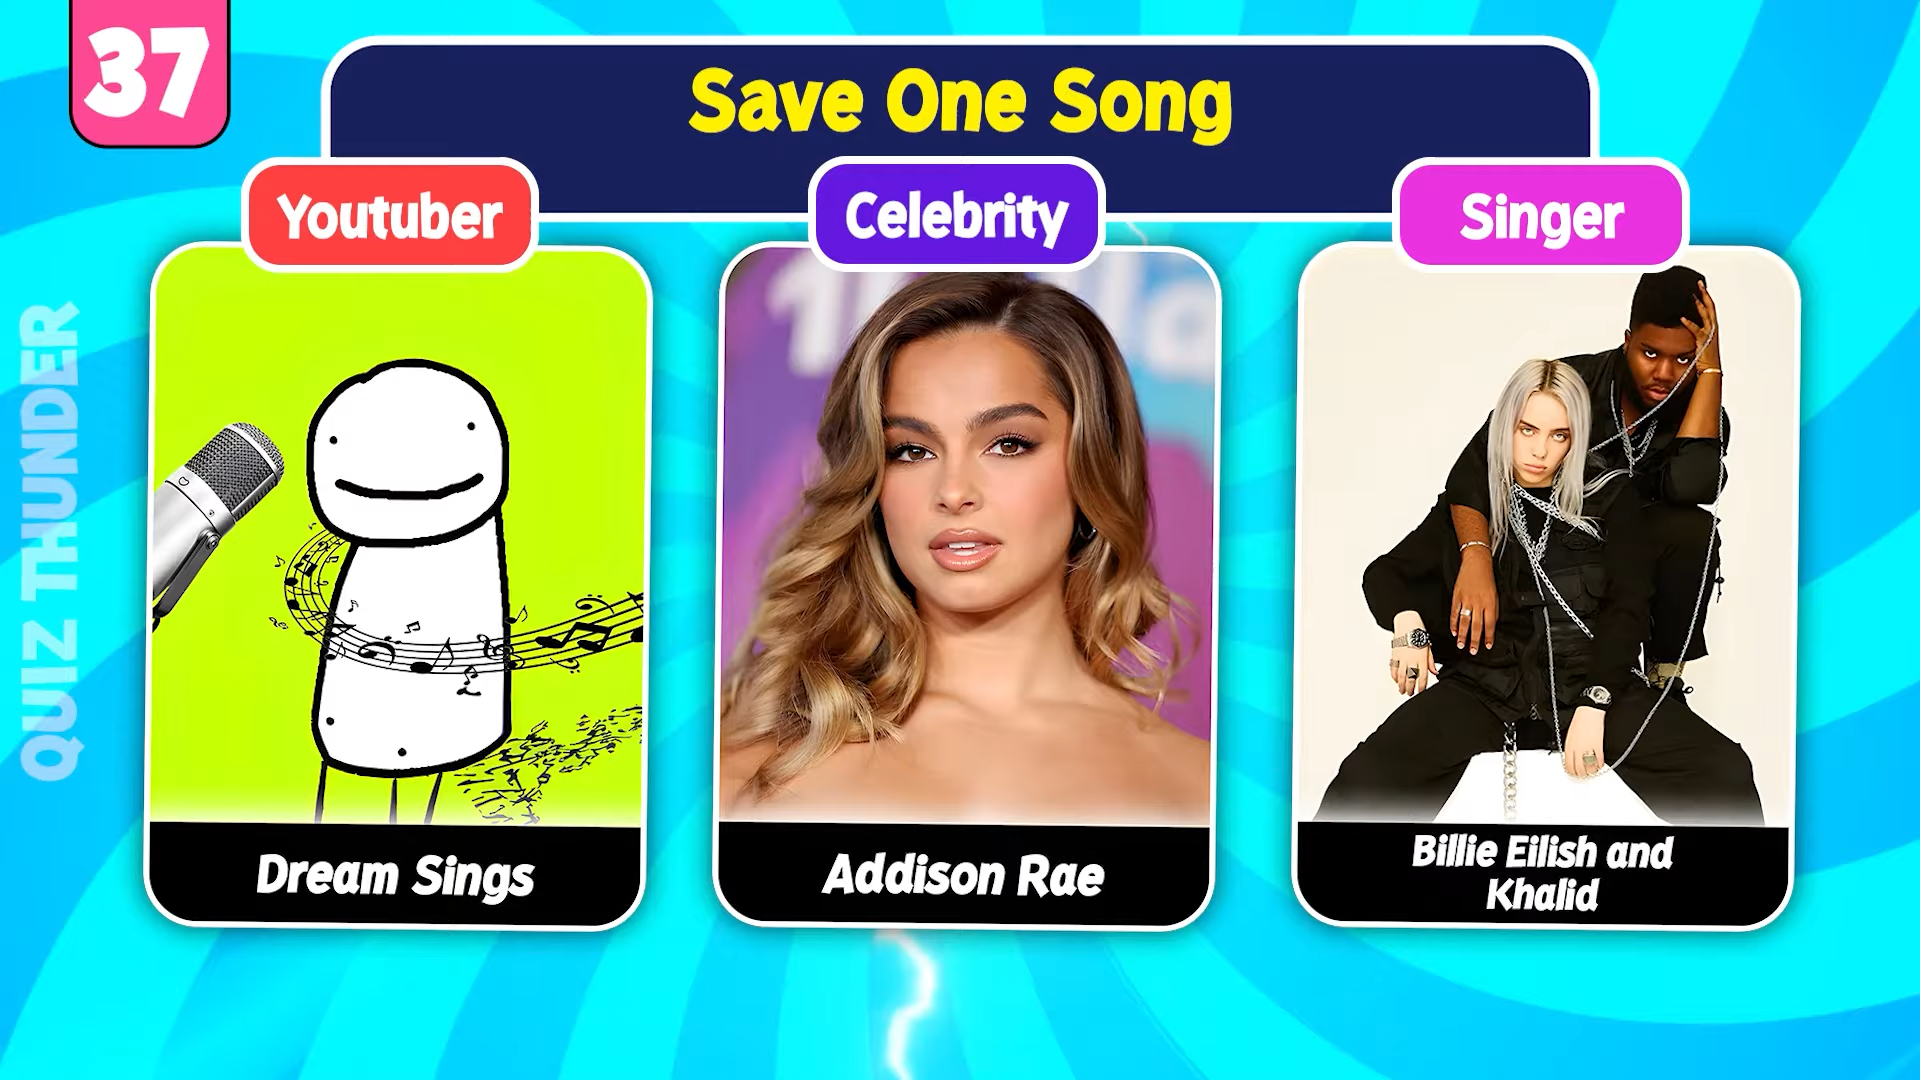 37
Save One Song
Youtuber
Celebrity
Singer
QUIZ THUNDER
Dream Sings
Addison Rae
Billie Eilish and
Khalid